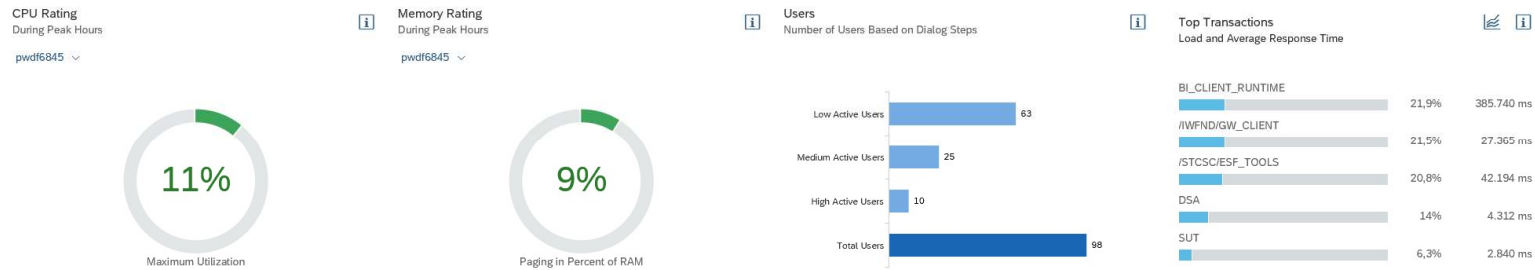 CPU Rating
During Peak Hours
pwdf6845
11%
Maximum Utilization
Memory Rating
During Peak Hours
pwdf6845
9%
Paging in Percent of RAM
Users
Number of Users Based on Dialog Steps
Low Active Users 63
Medium Active Users 25
High Active Users 10
Total Users 98
Top Transactions
Load and Average Response Time
BI_CLIENT_RUNTIME
21,9% 385.740 ms
/IWFND/GW_CLIENT
21,5% 27.365 ms
/STCSC/ESF_TOOLS
20,8% 42.194 ms
DSA
14% 4.312 ms
SUT
6,3% 2.840 ms